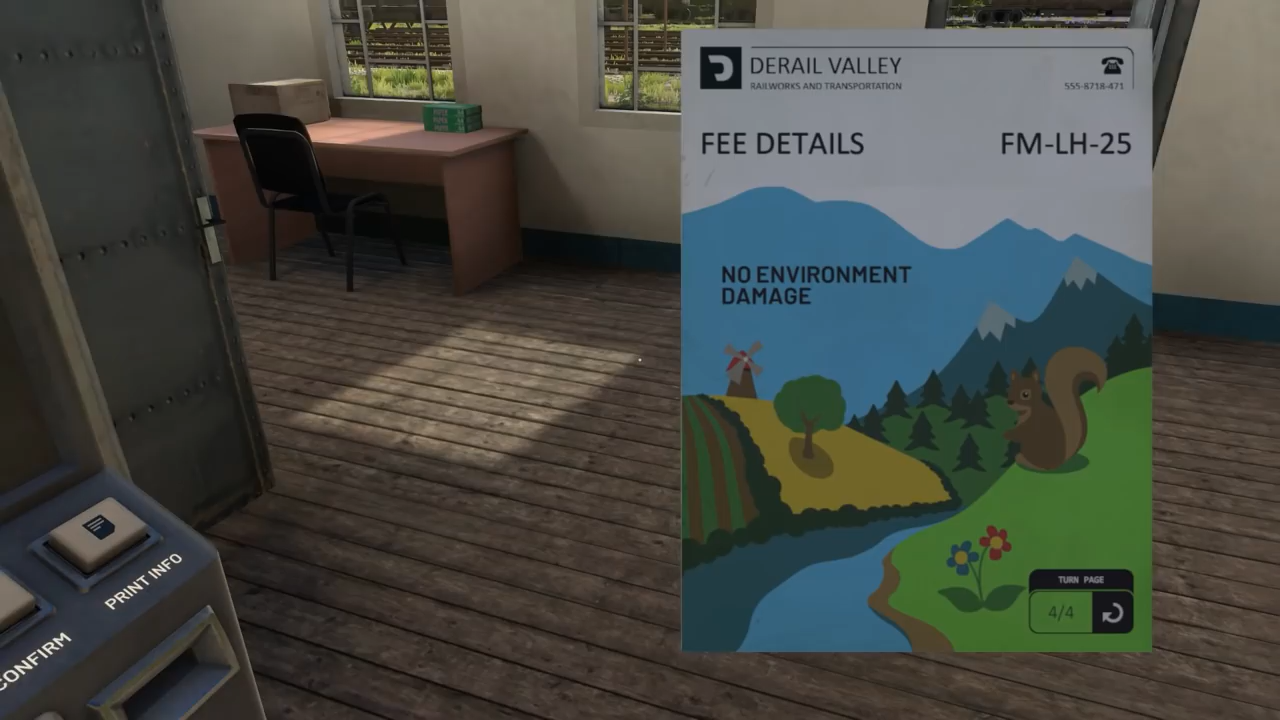 DERAIL VALLEY
RAILWORKS AND TRANSPORTATION
555-8718-471
FEE DETAILS
FM-LH-25
NO ENVIRONMENT
DAMAGE
TURN PAGE
4/4
PRINT INFO
CONFIRM